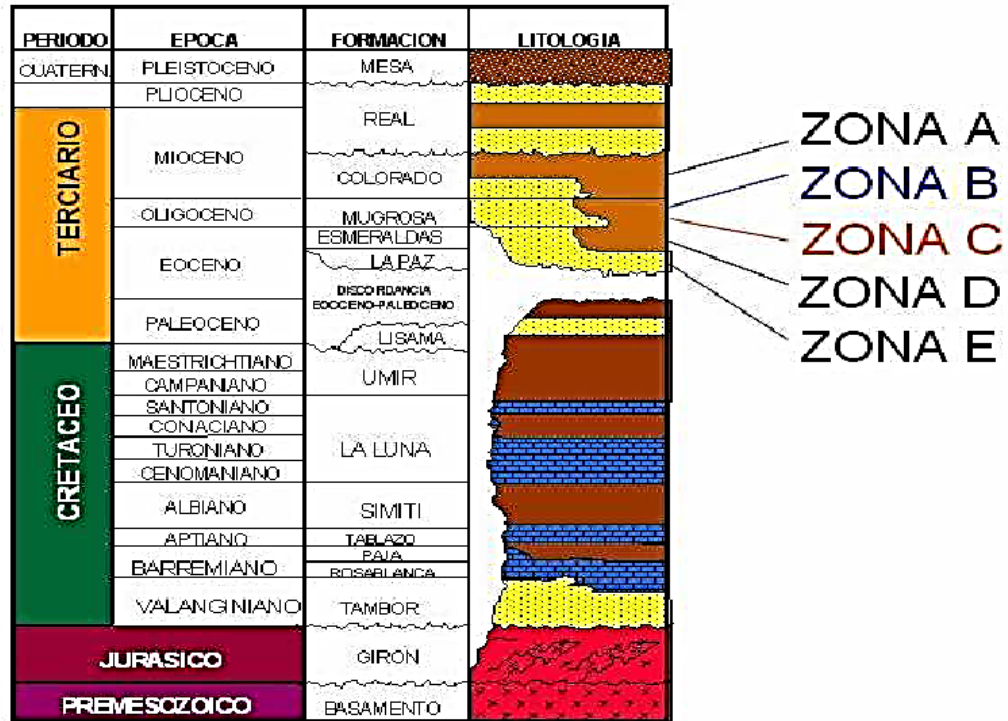 PERIODO EPOCA FORMACION LITOLOGIA
CUATERN. PLEISTOCENO MESA
PLIOCENO
REAL
TERCIARIO
MIOCENO
COLORADO
OLIGOCENO MUGROSA
ESMERALDAS
EOCENO LA PAZ
DISCORDANCIA
EOCCENO-PALEOCENO
PALEOCENO
LISAMA
MAESTRICHTIANO
UMIR
CAMPANIANO
CRETACEO
SANTONIANO
CONACIANO
TURONIANO LA LUNA
CENOMANIANO
ALBIANO SIMITI
APTIANO TABLAZO
PAJA
BARREMIANO ROSABLANCA
VALANGINIANO TAMBOR
JURASICO GIRON
PREMESOZOICO BASAMENTO
ZONA A
ZONA B
ZONA C
ZONA D
ZONA E